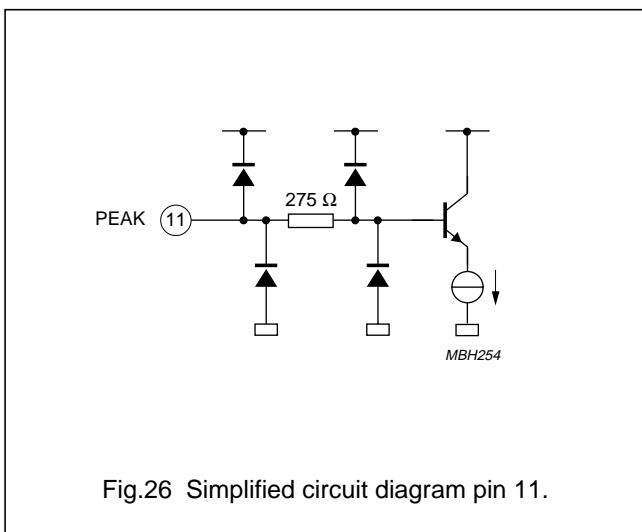 275 Ω
PEAK 11
MBH254
Fig.26 Simplified circuit diagram pin 11.